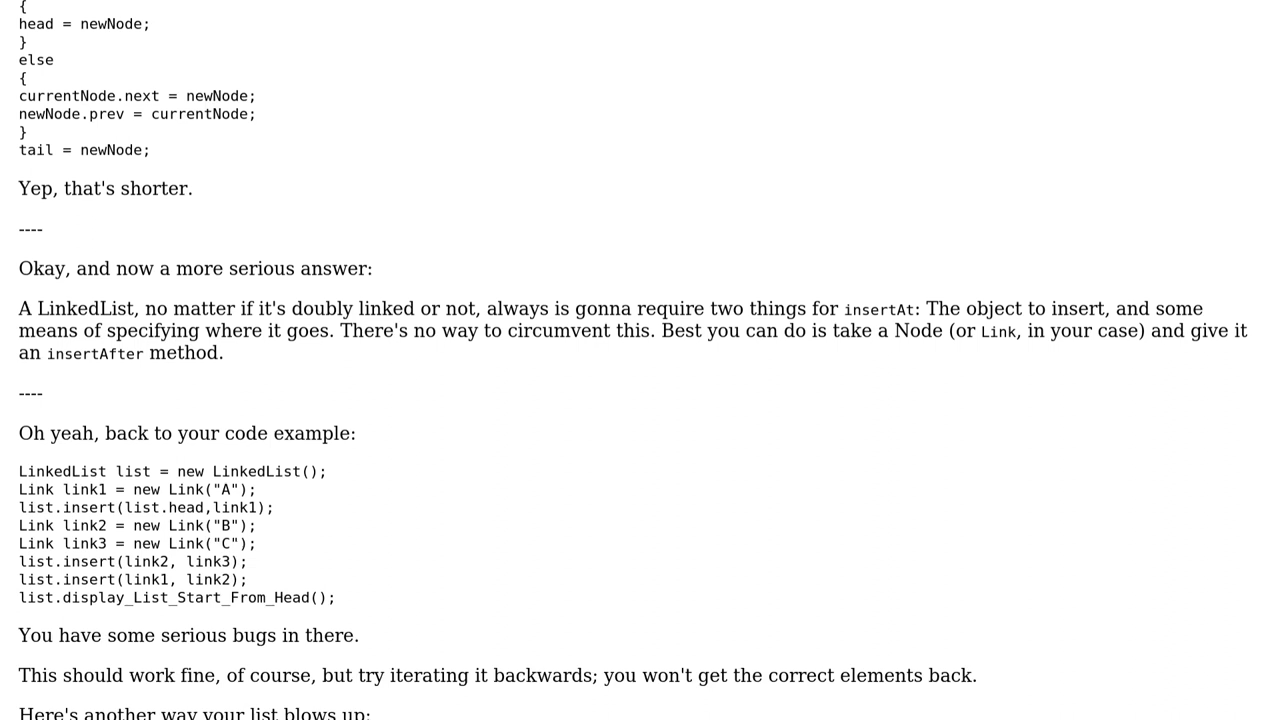 {
head = newNode;
}
else
{
currentNode.next = newNode;
newNode.prev = currentNode;
}
tail = newNode;
Yep, that's shorter.
----
Okay, and now a more serious answer:
A LinkedList, no matter if it's doubly linked or not, always is gonna require two things for insertAt: The object to insert, and some
means of specifying where it goes. There's no way to circumvent this. Best you can do is take a Node (or Link, in your case) and give it
an insertAfter method.
----
Oh yeah, back to your code example:
LinkedList list = new LinkedList();
Link link1 = new Link("A");
list.insert(list.head,link1);
Link link2 = new Link("B");
Link link3 = new Link("C");
list.insert(link2, link3);
list.insert(link1, link2);
list.display_List_Start_From_Head();
You have some serious bugs in there.
This should work fine, of course, but try iterating it backwards; you won't get the correct elements back.
Here's another way your list blows up: